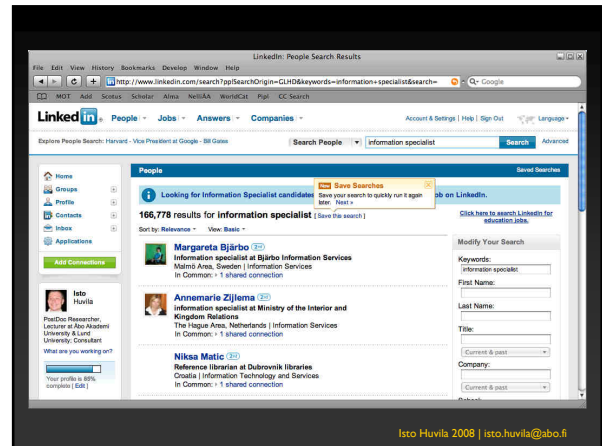 LinkedIn: People Search Results
File Edit View History Bookmarks Develop Window Help
http://www.linkedin.com/search?pplSearchOrigin=GLHD&keywords=information+specialist&search= Google
MOT Add Scotus Scholar Alma NelliAA WorldCat Pipl CC Search
Linked in People Jobs Answers Companies Account & Settings | Help | Sign Out Language
Explore People Search: Harvard - Vice President at Google - Bill Gates Search People information specialist Search Advanced
People Saved Searches
Home
Groups
Profile
Contacts
Inbox
Applications
Add Connections
Isto
Huvila
PostDoc Researcher,
Lecturer at Abo Akademi
University & Lund
University; Consultant
What are you working on?
Your profile is 85%
complete [ Edit ]
Looking for Information Specialist candidates job on LinkedIn.
New Save Searches
Save your search to quickly run it again
later. Next »
166,778 results for information specialist [ Save this search ]
Sort by: Relevance View: Basic
Margareta Bjärbo 2nd
Information specialist at Bjärbo Information Services
Malmö Area, Sweden | Information Services
In Common: 1 shared connection
Annemarie Zijlema 2nd
information specialist at Ministry of the Interior and
Kingdom Relations
The Hague Area, Netherlands | Information Services
In Common: 1 shared connection
Niksa Matic 2nd
Reference librarian at Dubrovnik libraries
Croatia | Information Technology and Services
In Common: 1 shared connection
Click here to search LinkedIn for
education jobs.
Modify Your Search
Keywords:
information specialist
First Name:
Last Name:
Title:
Current & past
Company:
Current & past
Isto Huvila 2008 | isto.huvila@abo.fi